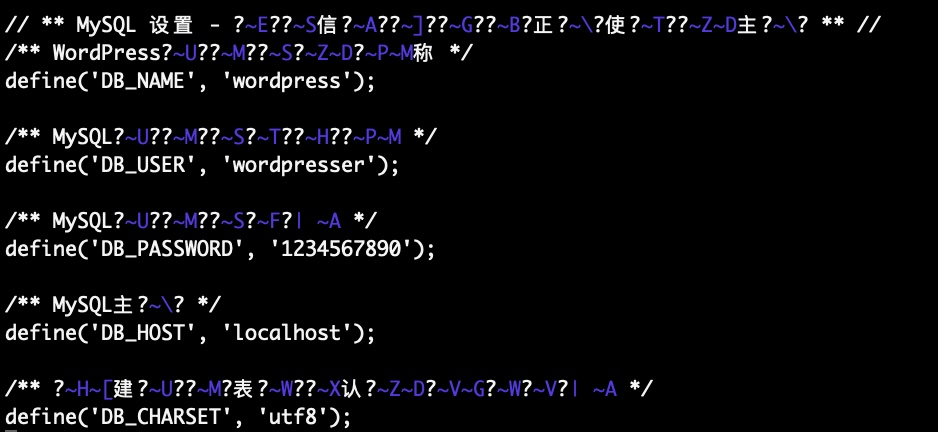 // ** MySQL 设置 - ?~E??~S信?~A??~]??~G??~B?正?~\?使?~T??~Z~D主?~\? ** //
/** WordPress?~U??~M??~S?~Z~D?~P~M称 */
define('DB_NAME', 'wordpress');
/** MySQL?~U??~M??~S?~T??~H??~P~M */
define('DB_USER', 'wordpresser');
/** MySQL?~U??~M??~S?~F?| ~A */
define('DB_PASSWORD', '1234567890');
/** MySQL主?~\? */
define('DB_HOST', 'localhost');
/** ?~H~[建?~U??~M?表?~W??~X认?~Z~D?~V~G?~W~V?| ~A */
define('DB_CHARSET', 'utf8');